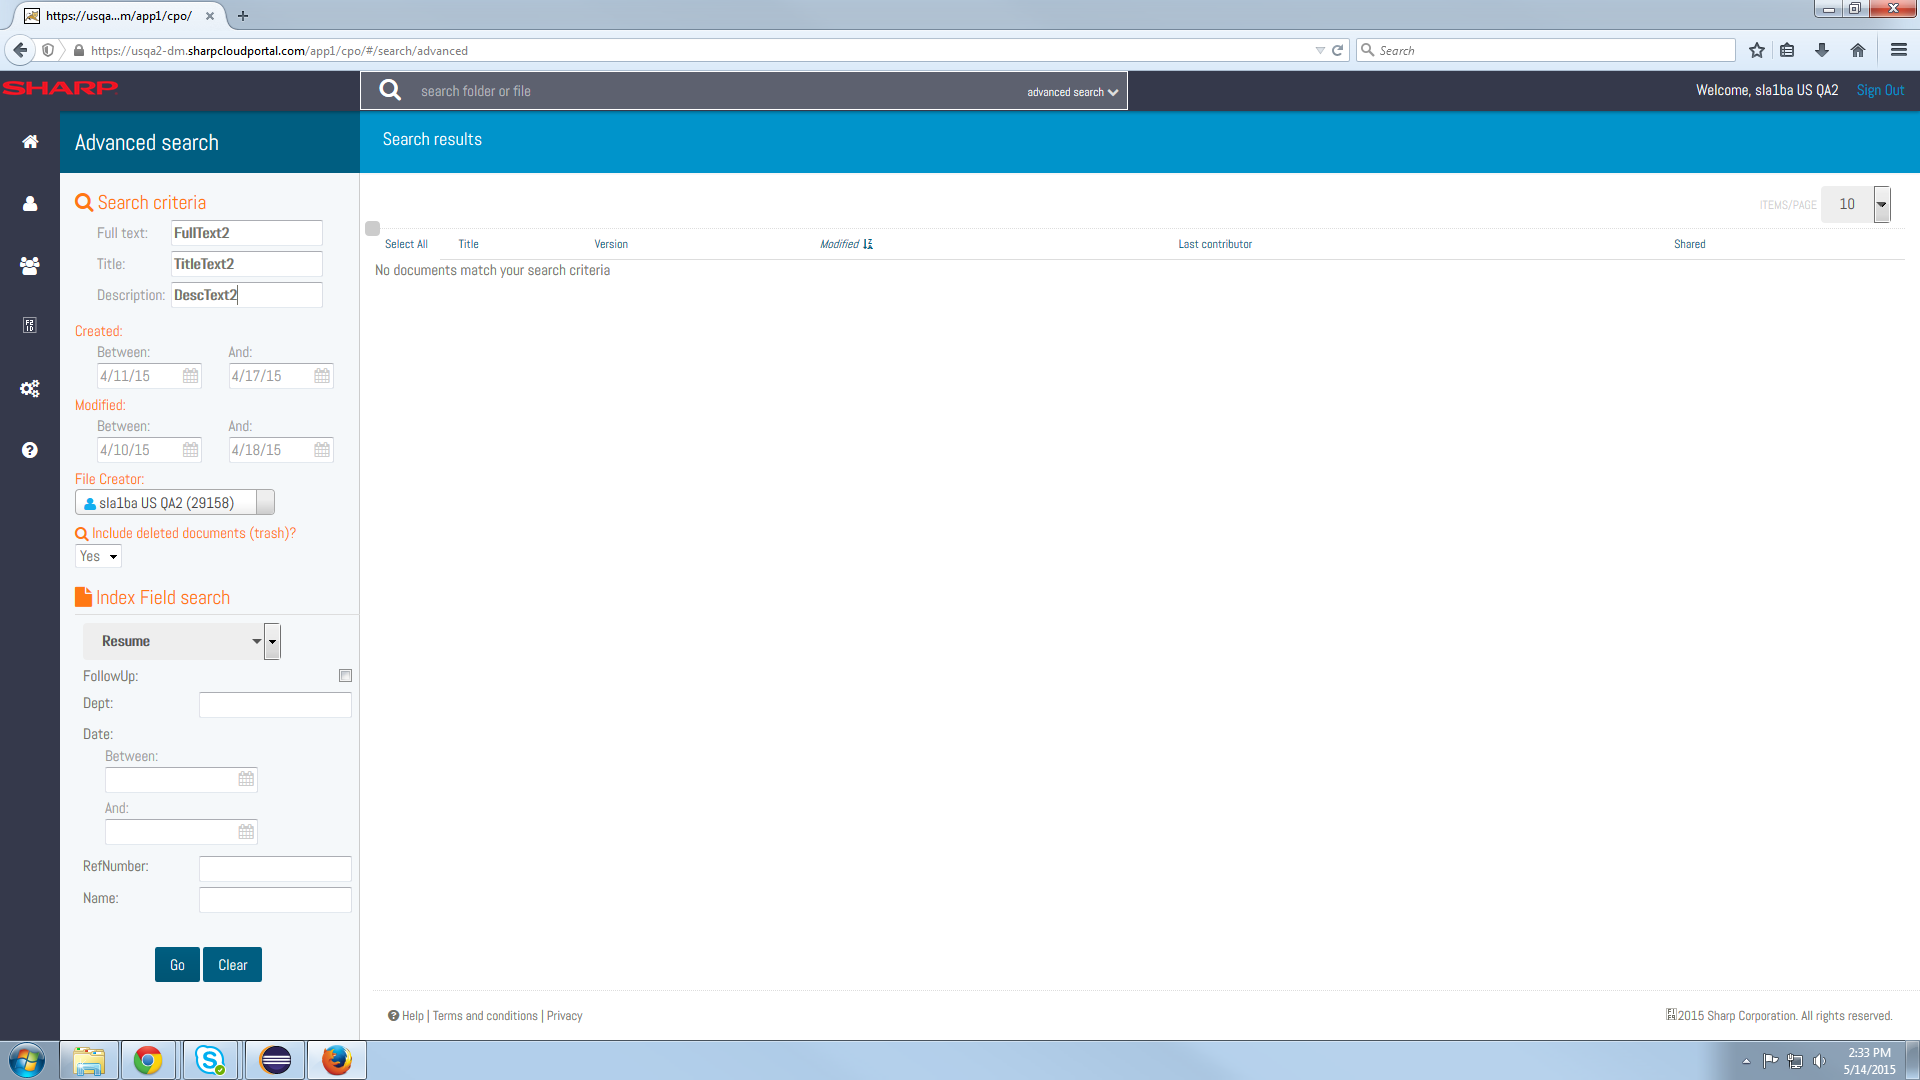 https://usqa...m/app1/cpo/
https://usqa2-dm.sharpcloudportal.com/app1/cpo/#/search/advanced
Search
SHARP
search folder or file
advanced search
Welcome, sla1ba US QA2
Sign Out
Advanced search
Search results
Search criteria
Full text: FullText2
Title: TitleText2
Description: DescText2
Created:
Between: And:
4/11/15 4/17/15
Modified:
Between: And:
4/10/15 4/18/15
File Creator:
sla1ba US QA2 (29158)
Include deleted documents (trash)?
Yes
Index Field search
Resume
FollowUp:
Dept:
Date:
Between:
And:
RefNumber:
Name:
Go Clear
ITEMS/PAGE 10
Select All Title Version Modified Last contributor Shared
No documents match your search criteria
Help | Terms and conditions | Privacy
2015 Sharp Corporation. All rights reserved.
2:33 PM
5/14/2015